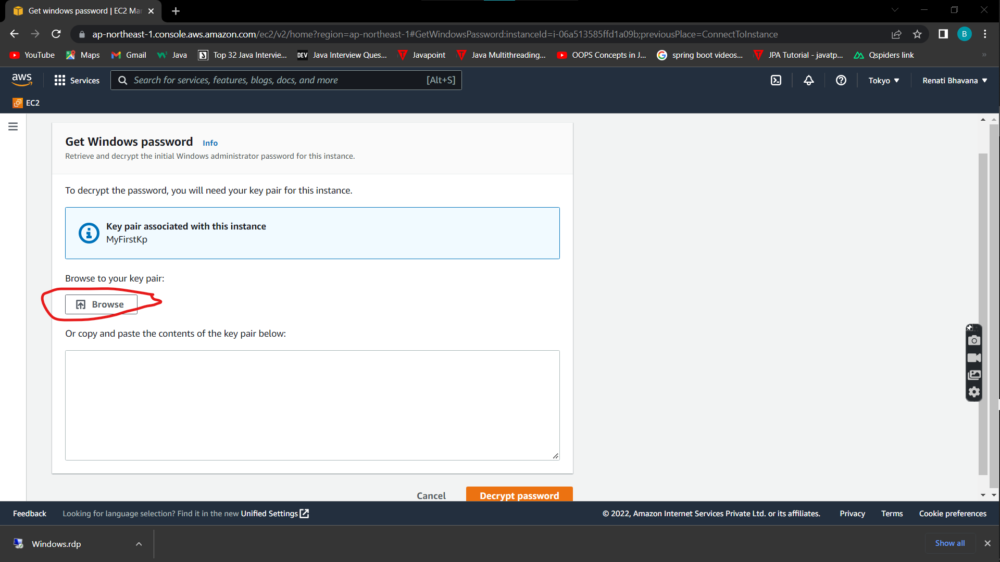 Get windows password | EC2 Mar
ap-northeast-1.console.aws.amazon.com/ec2/v2/home?region=ap-northeast-1#GetWindowsPassword:instanceId=i-06a513585ffd1a09b;previousPlace=ConnectToInstance
B
YouTube
Maps
Gmail
Java
Top 32 Java Intervie...
DEV
Java Interview Ques...
Javapoint
Java Multithreading...
OOPS Concepts in J...
spring boot videos...
JPA Tutorial - javatp...
Qspiders link
aws
Services
Search for services, features, blogs, docs, and more
[Alt+S]
Tokyo
Renati Bhavana
EC2
Get Windows password
Info
Retrieve and decrypt the initial Windows administrator password for this instance.
To decrypt the password, you will need your key pair for this instance.
Key pair associated with this instance
MyFirstKp
Browse to your key pair:
Browse
Or copy and paste the contents of the key pair below:
Cancel
Decrypt password
Feedback
Looking for language selection? Find it in the new Unified Settings
© 2022, Amazon Internet Services Private Ltd. or its affiliates.
Privacy
Terms
Cookie preferences
Windows.rdp
Show all